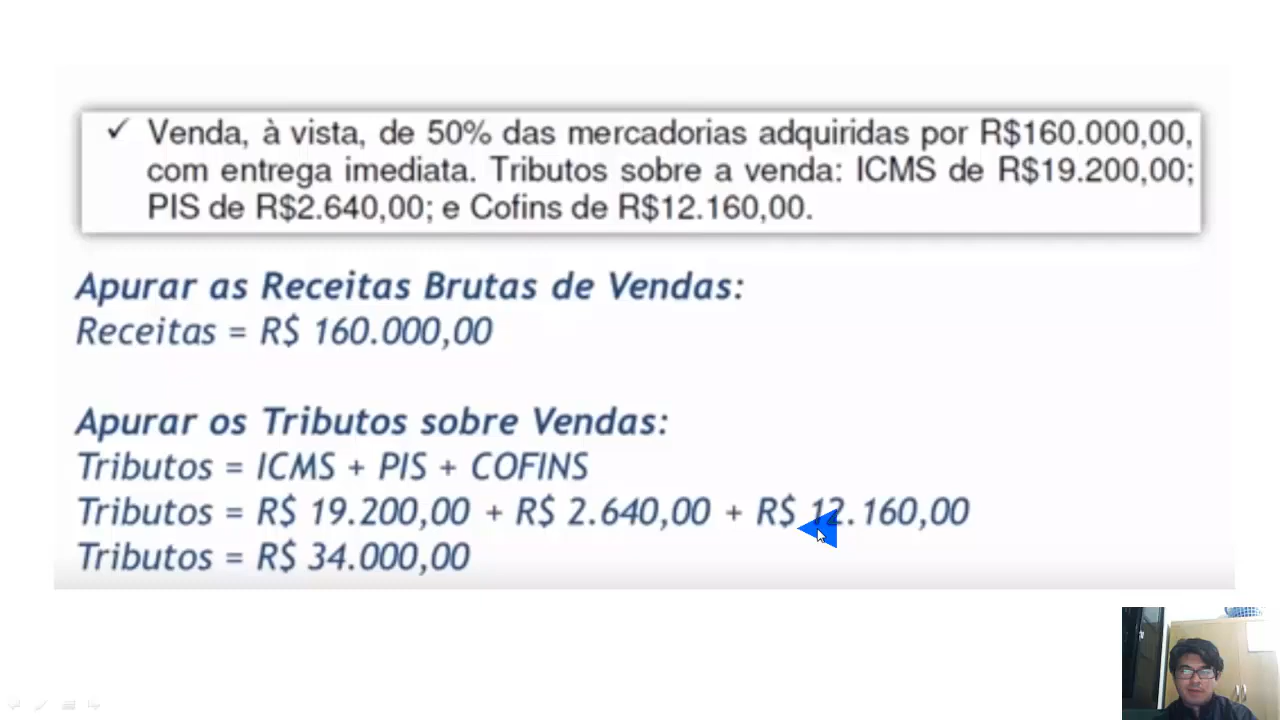 ✓ Venda, à vista, de 50% das mercadorias adquiridas por R$160.000,00,
com entrega imediata. Tributos sobre a venda: ICMS de R$19.200,00;
PIS de R$2.640,00; e Cofins de R$12.160,00.
Apurar as Receitas Brutas de Vendas:
Receitas = R$ 160.000,00
Apurar os Tributos sobre Vendas:
Tributos = ICMS + PIS + COFINS
Tributos = R$ 19.200,00 + R$ 2.640,00 + R$ 12.160,00
Tributos = R$ 34.000,00